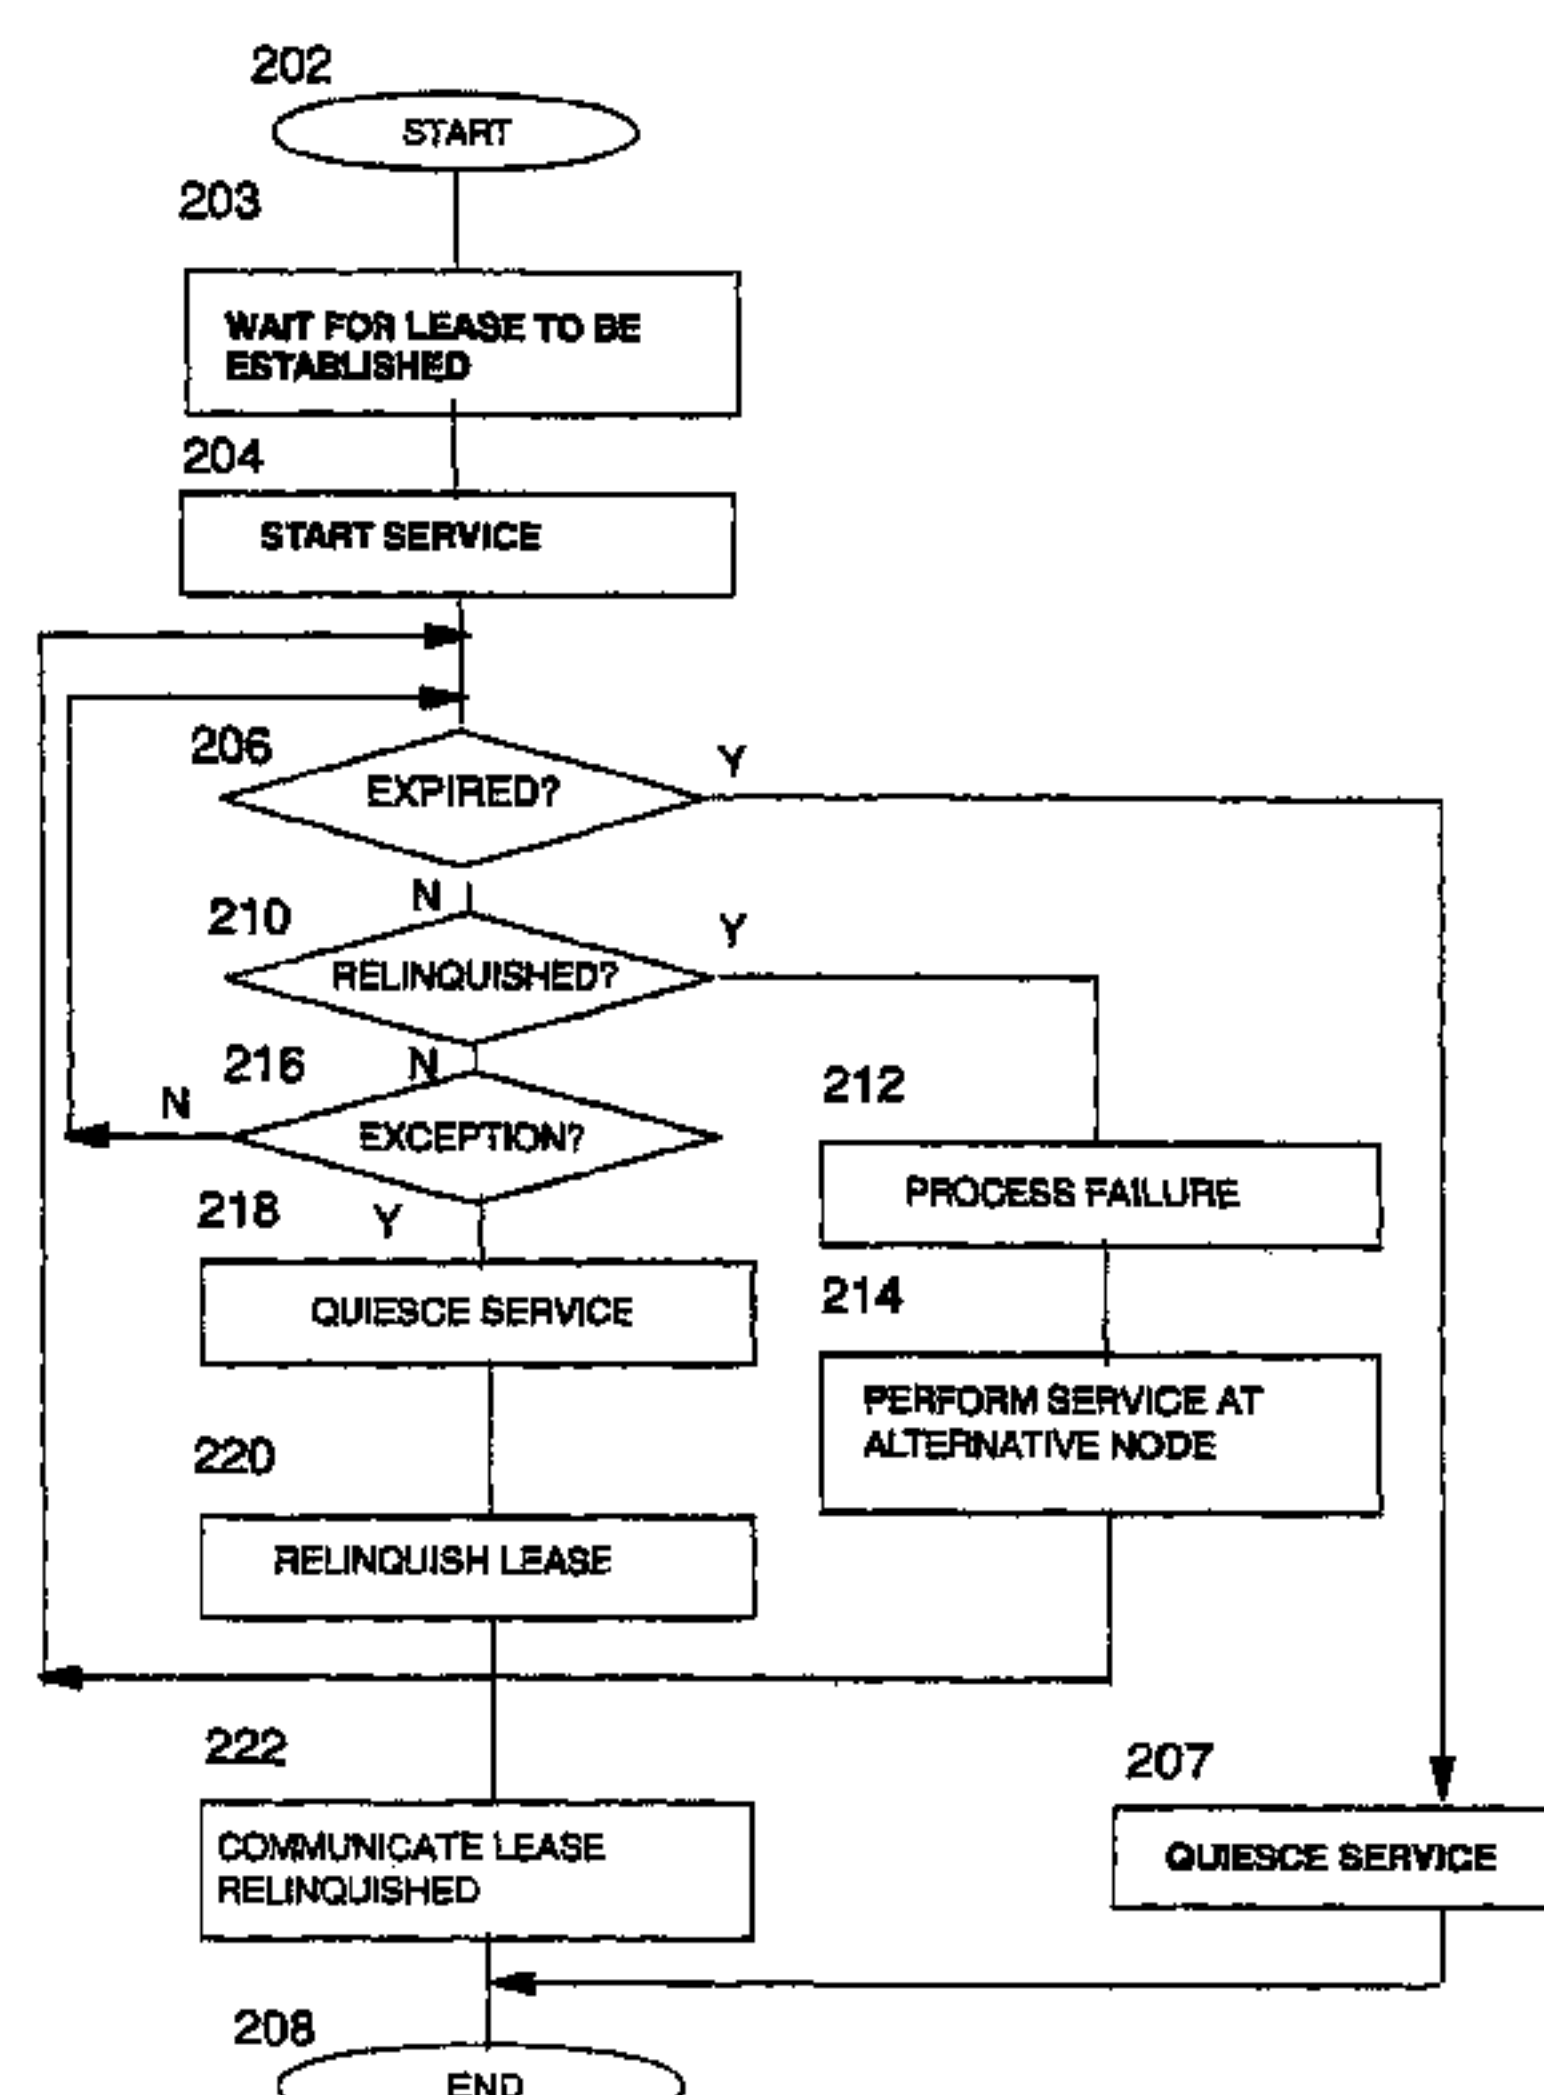 202
START
203
WAIT FOR LEASE TO BE
ESTABLISHED
204
START SERVICE
206
EXPIRED?
Y
N
210
RELINQUISHED?
Y
N
216
EXCEPTION?
N
Y
212
PROCESS FAILURE
218
QUIESCE SERVICE
214
PERFORM SERVICE AT
ALTERNATIVE NODE
220
RELINQUISH LEASE
222
COMMUNICATE LEASE
RELINQUISHED
207
QUIESCE SERVICE
208
END